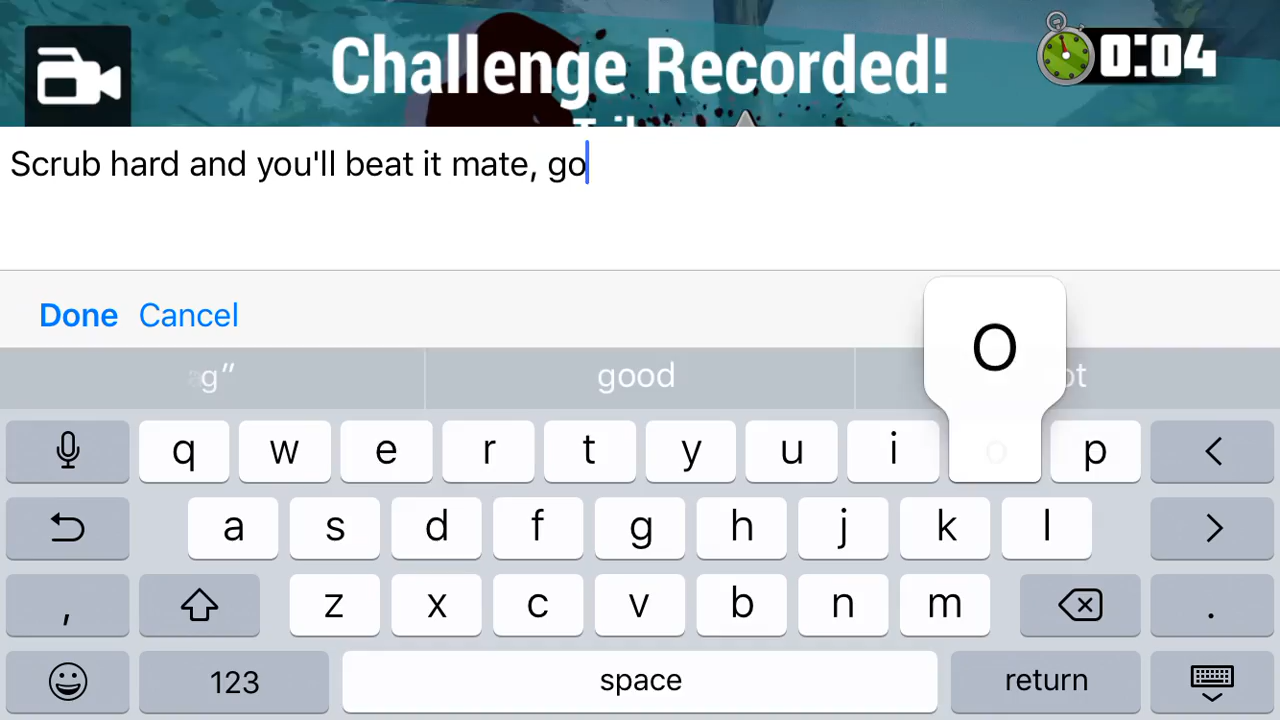 Challenge Recorded!
0:04
Scrub hard and you'll beat it mate, go
Done Cancel
good
O
q w e r t y u i o p <
a s d f g h j k l >
, z x c v b n m .
123 space return